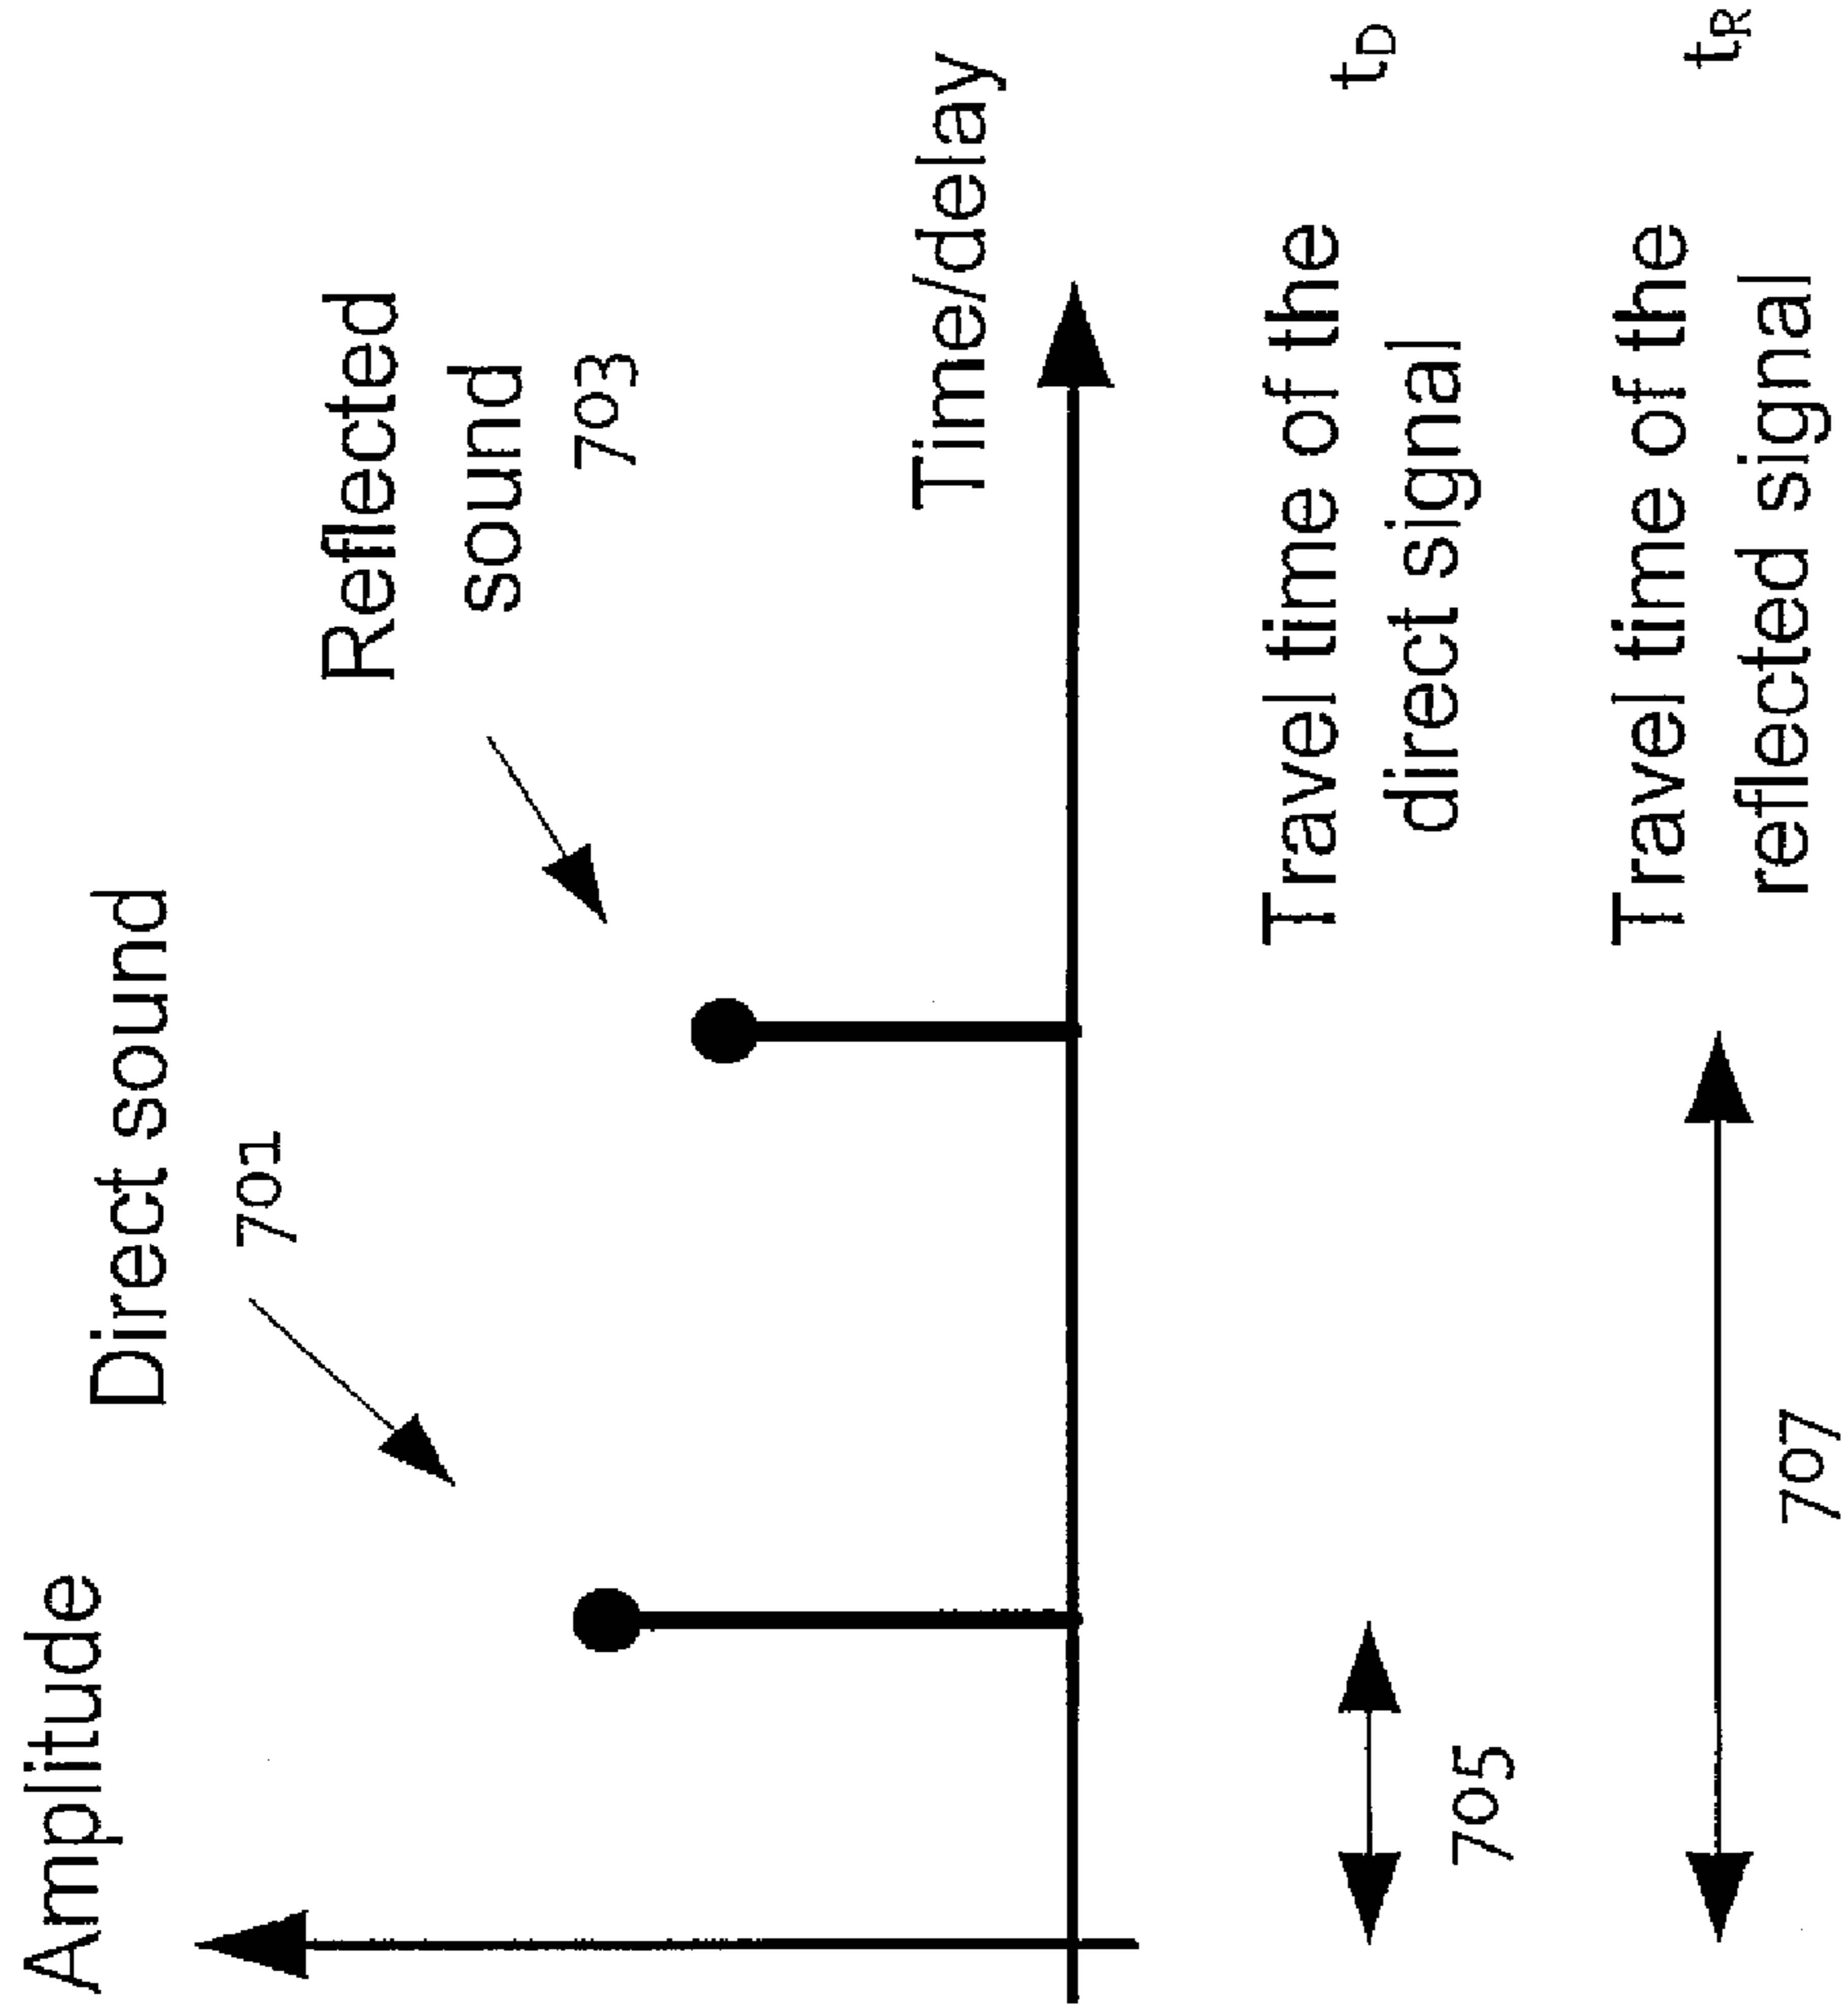 Amplitude
Direct sound
701
Reflected
sound
703
Time/delay
Travel time of the
direct signal
tD
705
Travel time of the
reflected signal
tR
707